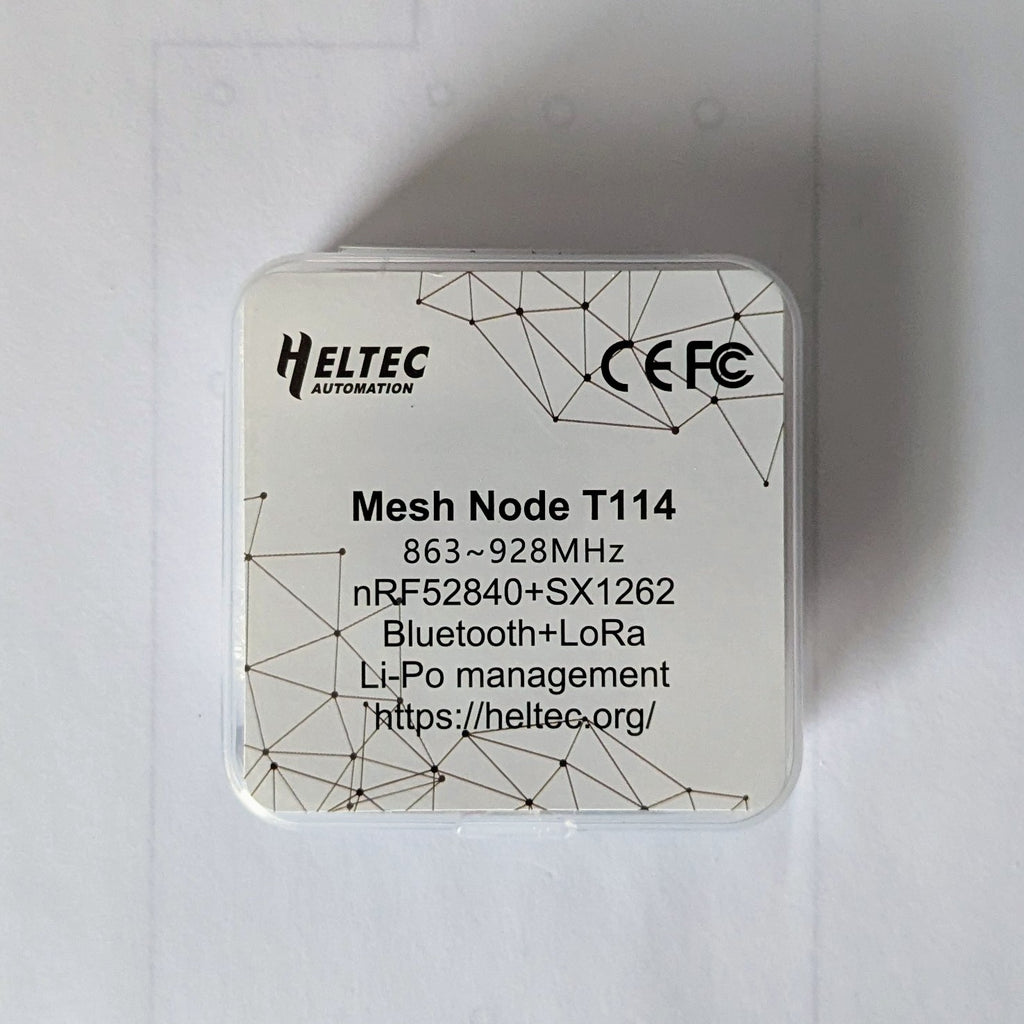 HELTEC
AUTOMATION
CE FC
Mesh Node T114
863~928MHz
nRF52840+SX1262
Bluetooth+LoRa
Li-Po management
https://heltec.org/